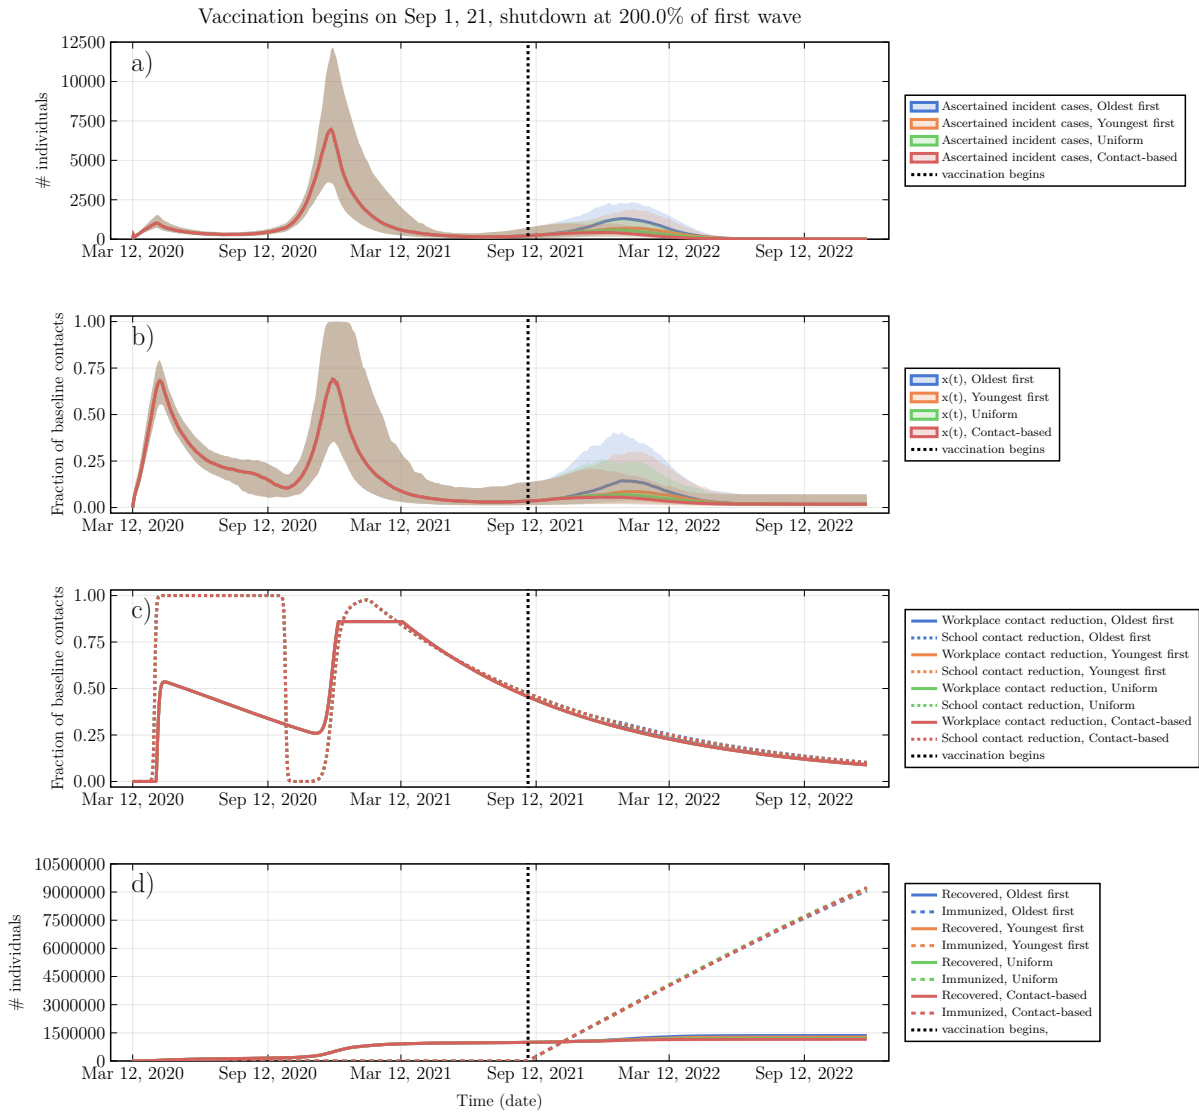 Vaccination begins on Sep 1, 21, shutdown at 200.0% of first wave
a)
# individuals
12500
10000
7500
5000
2500
0
Mar 12, 2020
Sep 12, 2020
Mar 12, 2021
Sep 12, 2021
Mar 12, 2022
Sep 12, 2022
Ascertained incident cases, Oldest first
Ascertained incident cases, Youngest first
Ascertained incident cases, Uniform
Ascertained incident cases, Contact-based
vaccination begins
b)
Fraction of baseline contacts
1.00
0.75
0.50
0.25
0.00
Mar 12, 2020
Sep 12, 2020
Mar 12, 2021
Sep 12, 2021
Mar 12, 2022
Sep 12, 2022
x(t), Oldest first
x(t), Youngest first
x(t), Uniform
x(t), Contact-based
vaccination begins
c)
Fraction of baseline contacts
1.00
0.75
0.50
0.25
0.00
Mar 12, 2020
Sep 12, 2020
Mar 12, 2021
Sep 12, 2021
Mar 12, 2022
Sep 12, 2022
Workplace contact reduction, Oldest first
School contact reduction, Oldest first
Workplace contact reduction, Youngest first
School contact reduction, Youngest first
Workplace contact reduction, Uniform
School contact reduction, Uniform
Workplace contact reduction, Contact-based
School contact reduction, Contact-based
vaccination begins
d)
# individuals
10500000
9000000
7500000
6000000
4500000
3000000
1500000
0
Mar 12, 2020
Sep 12, 2020
Mar 12, 2021
Sep 12, 2021
Mar 12, 2022
Sep 12, 2022
Time (date)
Recovered, Oldest first
Immunized, Oldest first
Recovered, Youngest first
Immunized, Youngest first
Recovered, Uniform
Immunized, Uniform
Recovered, Contact-based
Immunized, Contact-based
vaccination begins,